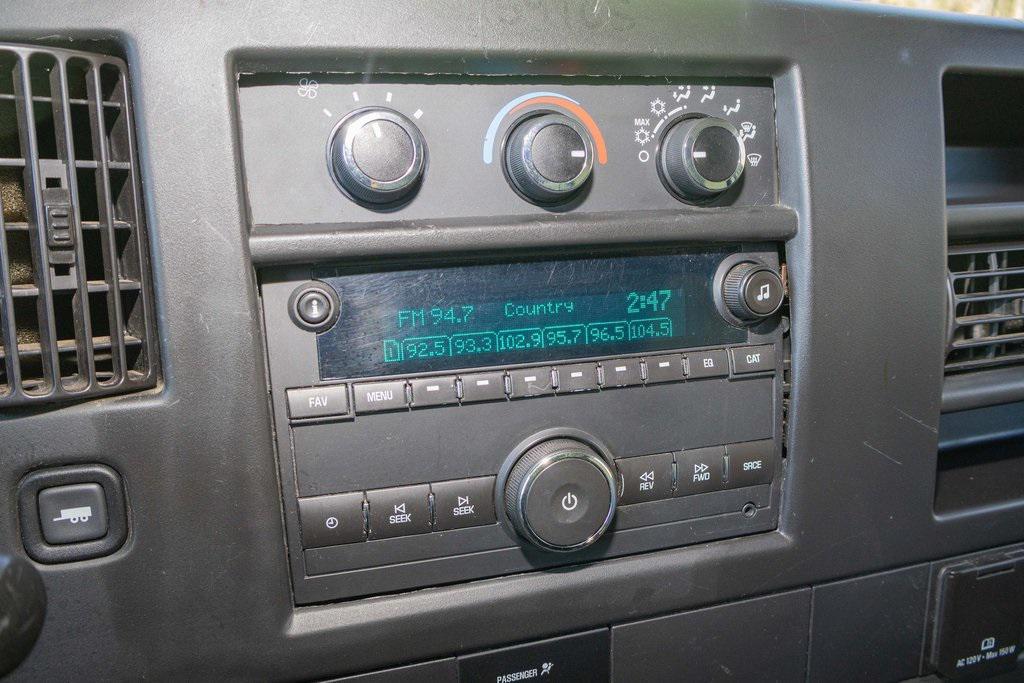 MAX
FM 94.7 Country 2:47
1 92.5 93.3 102.9 95.7 96.5 104.5
FAV MENU EQ CAT
SEEK SEEK REV FWD SRCE
PASSENGER
AC 120V • Max 150W